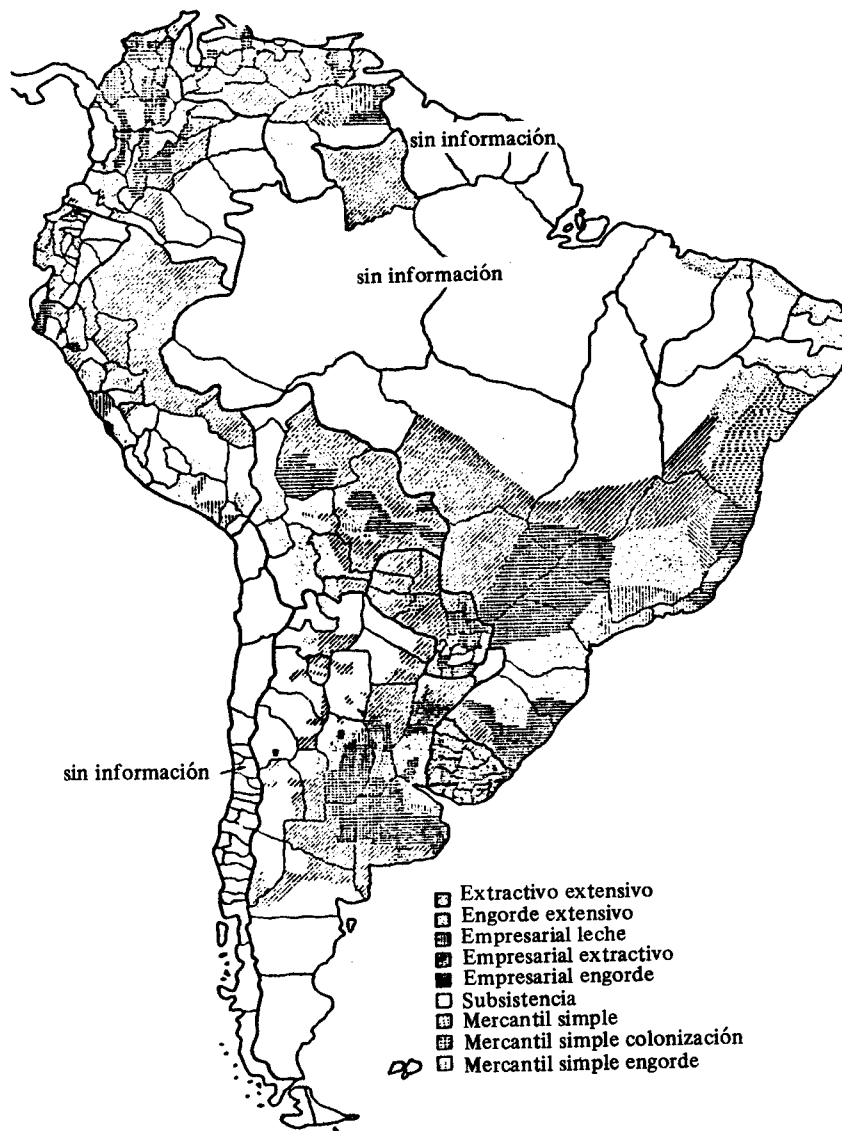 sin información
sin información
sin información
Extractivo extensivo
Engorde extensivo
Empresarial leche
Empresarial extractivo
Empresarial engorde
Subsistencia
Mercantil simple
Mercantil simple colonización
Mercantil simple engorde